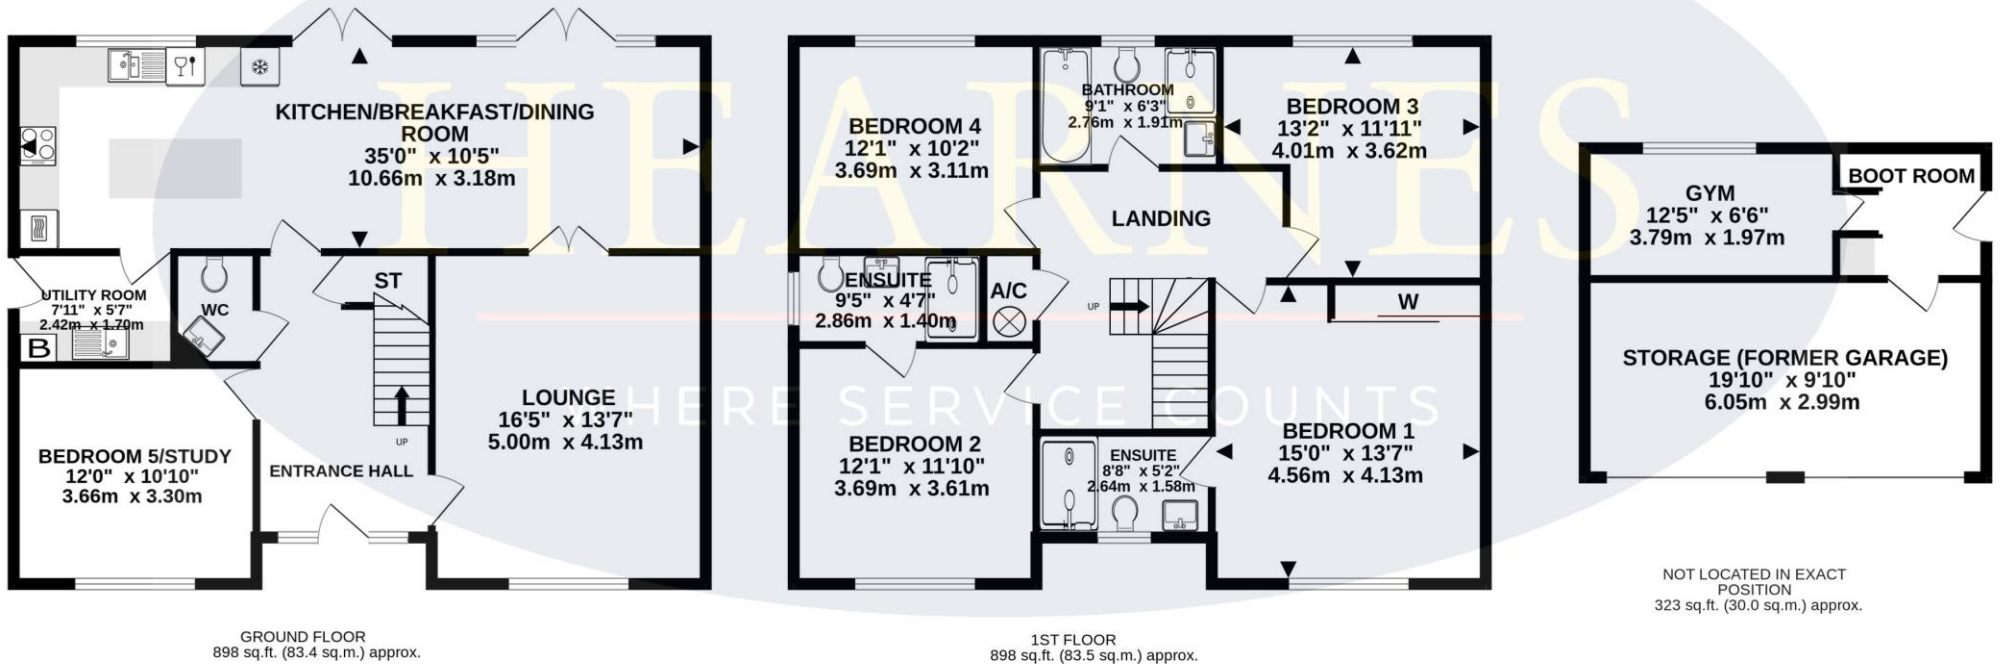 HEARNES
WHERE SERVICE COUNTS
KITCHEN/BREAKFAST/DINING
ROOM
35'0" x 10'5"
10.66m x 3.18m
UTILITY ROOM
7'11" x 5'7"
2.42m x 1.70m
B
WC
ST
UP
LOUNGE
16'5" x 13'7"
5.00m x 4.13m
BEDROOM 5/STUDY
12'0" x 10'10"
3.66m x 3.30m
ENTRANCE HALL
GROUND FLOOR
898 sq.ft. (83.4 sq.m.) approx.
BEDROOM 4
12'1" x 10'2"
3.69m x 3.11m
BATHROOM
9'1" x 6'3"
2.76m x 1.91m
BEDROOM 3
13'2" x 11'11"
4.01m x 3.62m
LANDING
ENSUITE
9'5" x 4'7"
2.86m x 1.40m
A/C
UP
W
BEDROOM 2
12'1" x 11'10"
3.69m x 3.61m
ENSUITE
8'8" x 5'2"
2.64m x 1.58m
BEDROOM 1
15'0" x 13'7"
4.56m x 4.13m
1ST FLOOR
898 sq.ft. (83.5 sq.m.) approx.
GYM
12'5" x 6'6"
3.79m x 1.97m
BOOT ROOM
STORAGE (FORMER GARAGE)
19'10" x 9'10"
6.05m x 2.99m
NOT LOCATED IN EXACT
POSITION
323 sq.ft. (30.0 sq.m.) approx.